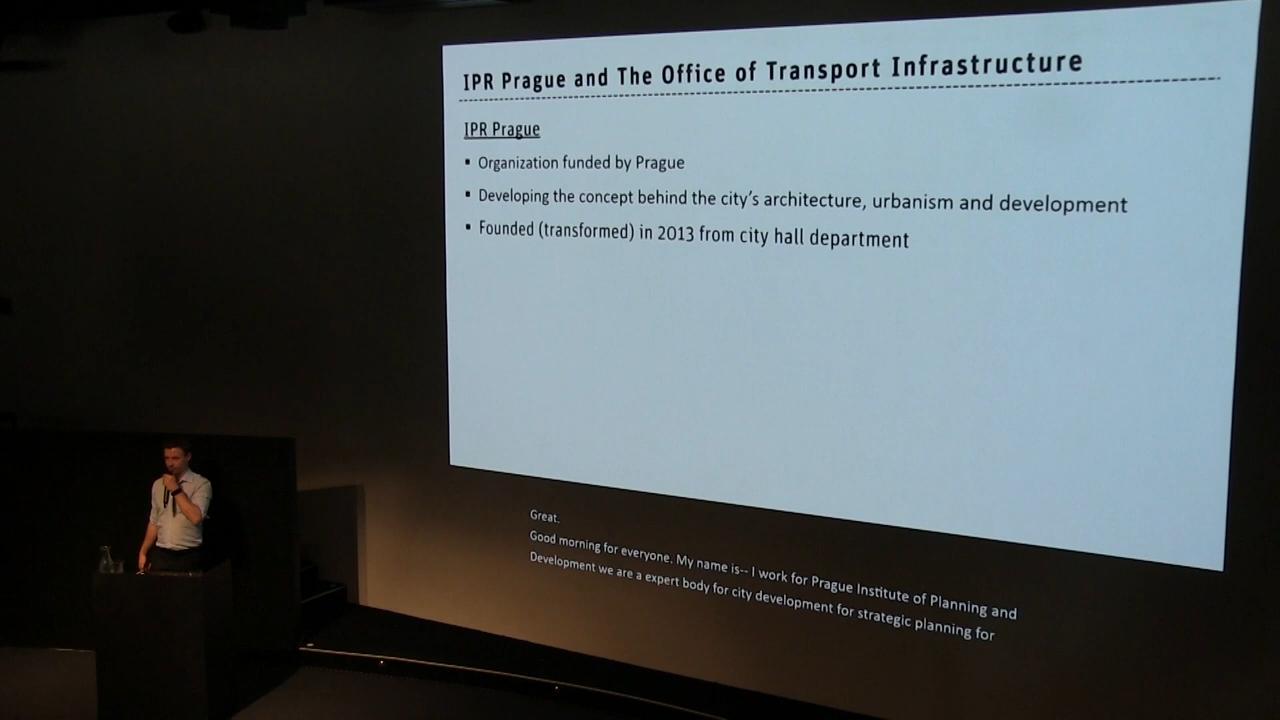 IPR Prague and The Office of Transport Infrastructure
IPR Prague
▪ Organization funded by Prague
▪ Developing the concept behind the city's architecture, urbanism and development
▪ Founded (transformed) in 2013 from city hall department
Great.
Good morning for everyone. My name is-- I work for Prague Institute of Planning and
Development we are a expert body for city development for strategic planning for